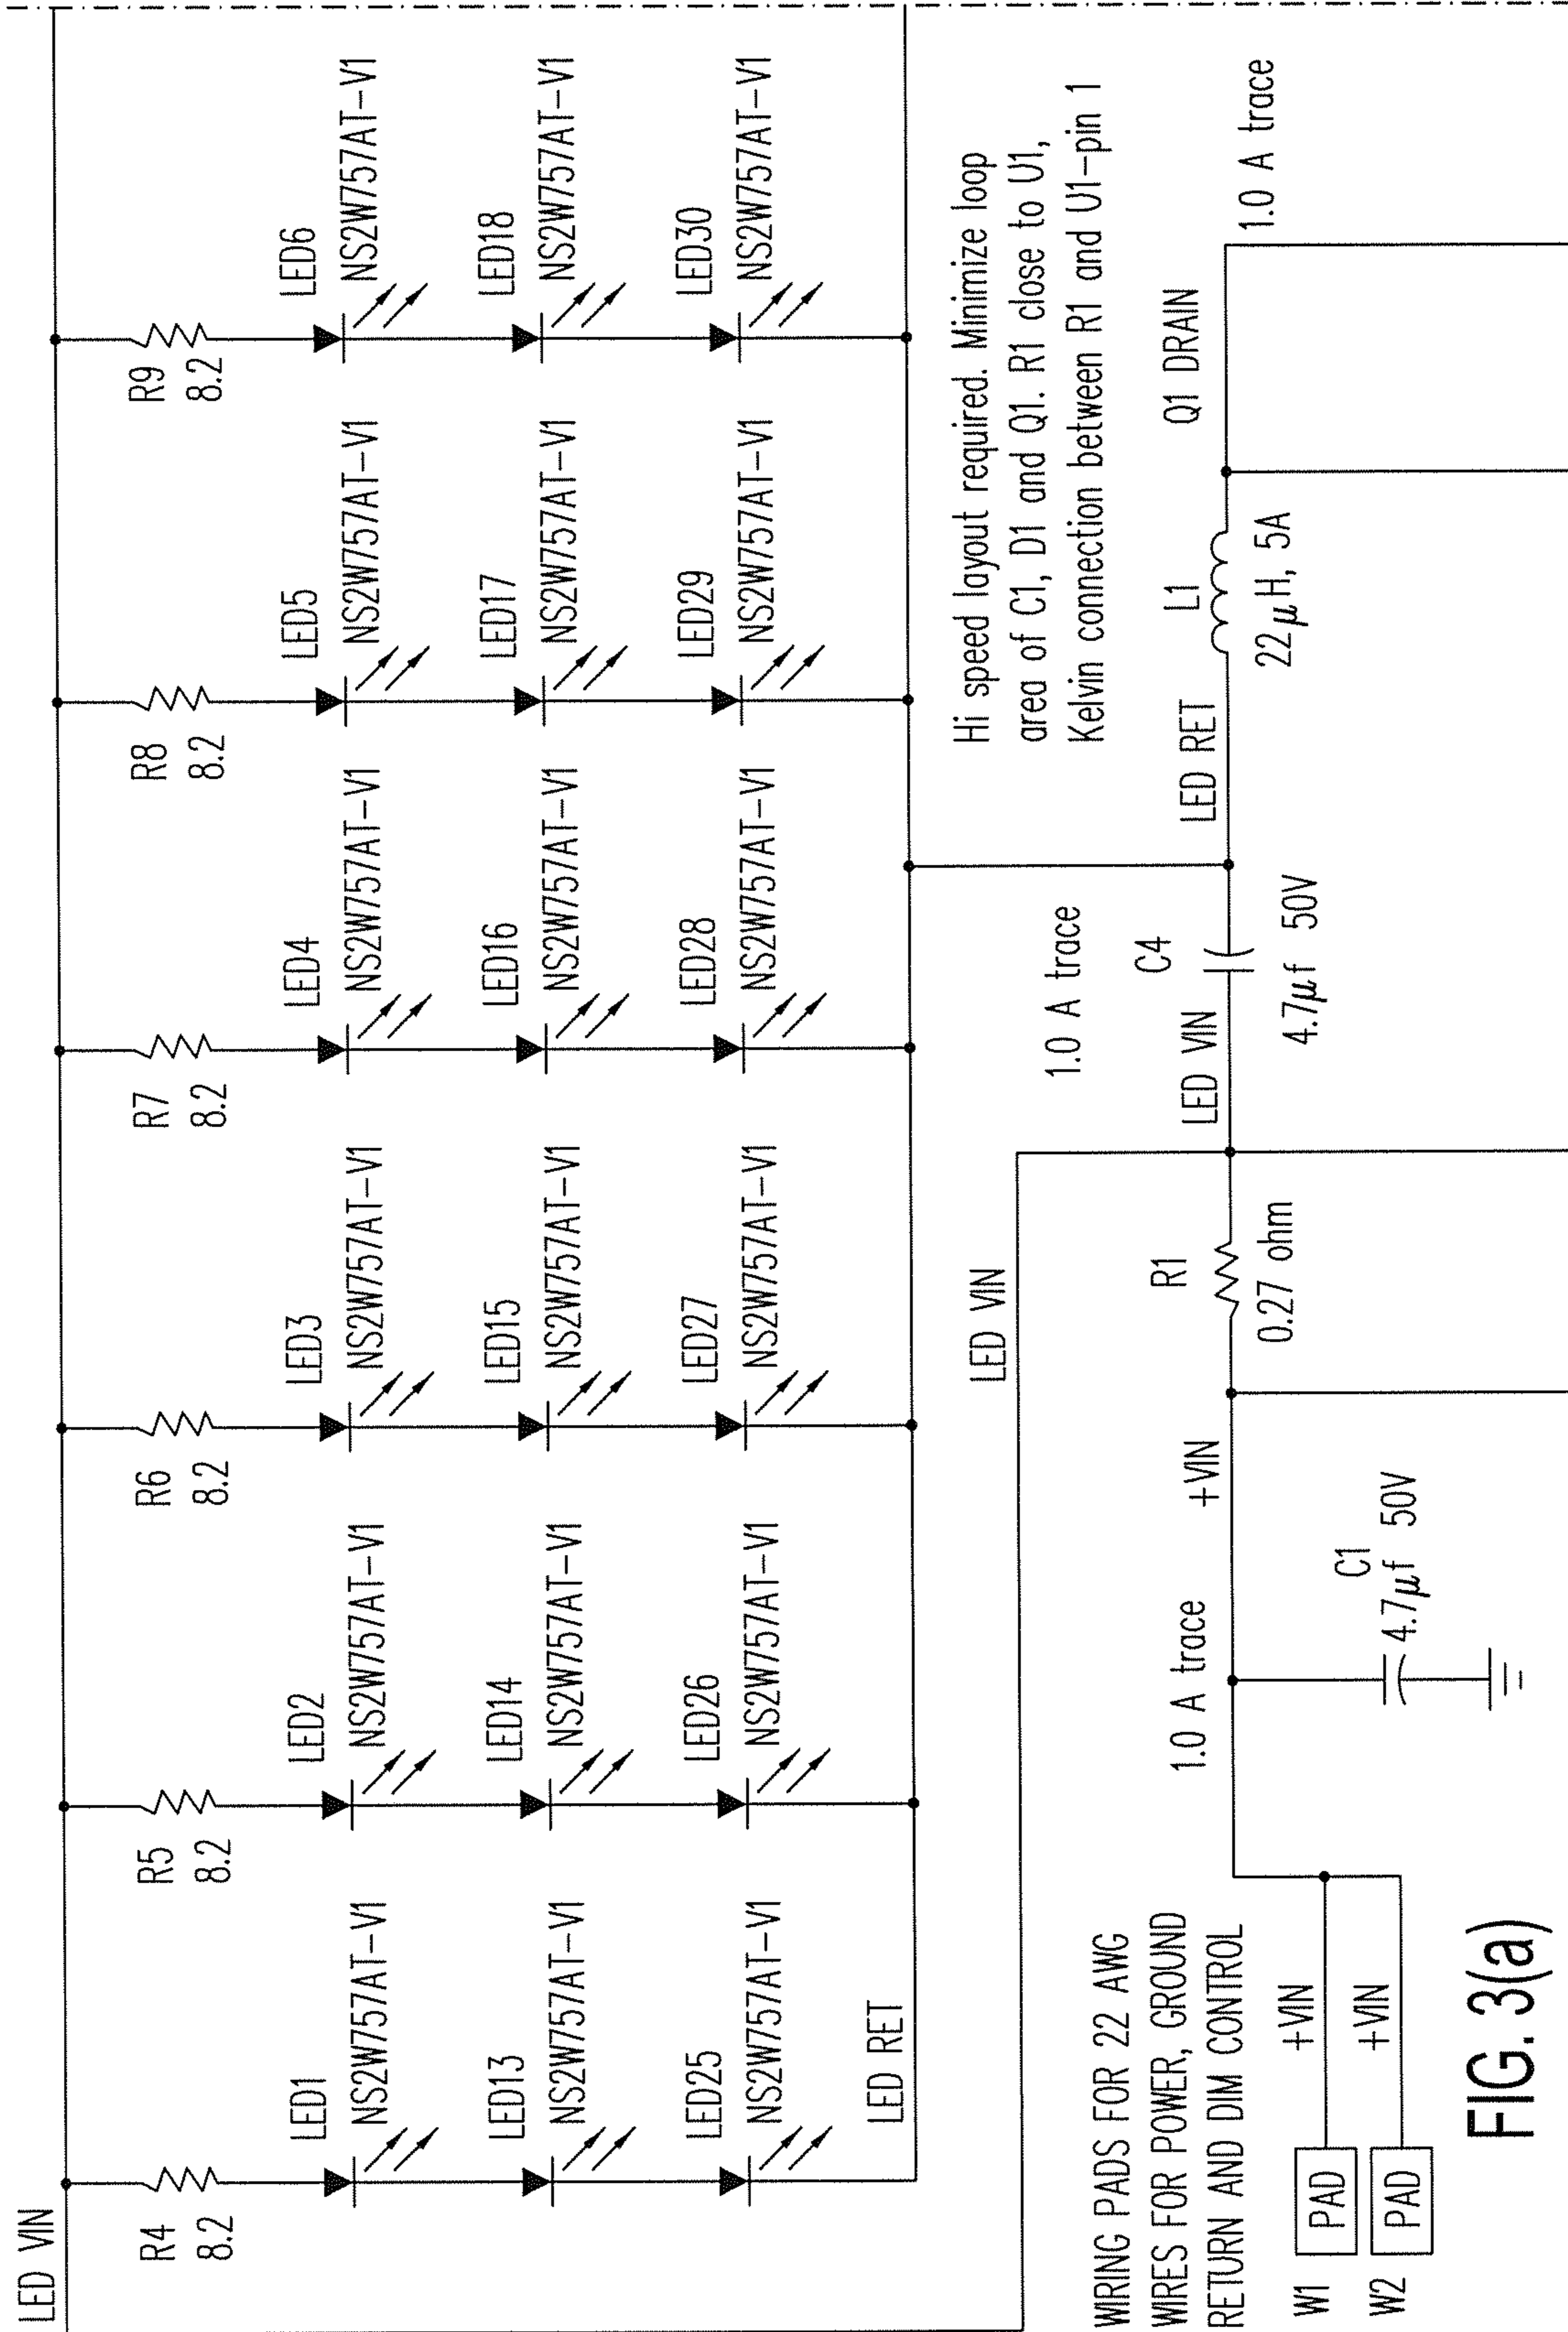 LED VIN
R4
8.2
R5
8.2
R6
8.2
R7
8.2
R8
8.2
R9
8.2
LED1
NS2W757AT-V1
LED2
NS2W757AT-V1
LED3
NS2W757AT-V1
LED4
NS2W757AT-V1
LED5
NS2W757AT-V1
LED6
NS2W757AT-V1
LED13
NS2W757AT-V1
LED14
NS2W757AT-V1
LED15
NS2W757AT-V1
LED16
NS2W757AT-V1
LED17
NS2W757AT-V1
LED18
NS2W757AT-V1
LED25
NS2W757AT-V1
LED26
NS2W757AT-V1
LED27
NS2W757AT-V1
LED28
NS2W757AT-V1
LED29
NS2W757AT-V1
LED30
NS2W757AT-V1
LED RET
LED VIN
Hi speed layout required. Minimize loop
area of C1, D1 and Q1. R1 close to U1,
Kelvin connection between R1 and U1-pin 1
WIRING PADS FOR 22 AWG
WIRES FOR POWER, GROUND
RETURN AND DIM CONTROL
W1
PAD
+VIN
W2
PAD
+VIN
1.0 A trace
C1
4.7µf 50V
+VIN
R1
0.27 ohm
LED VIN
1.0 A trace
C4
4.7µf 50V
LED RET
L1
22µH, 5A
Q1 DRAIN
1.0 A trace
FIG. 3(a)